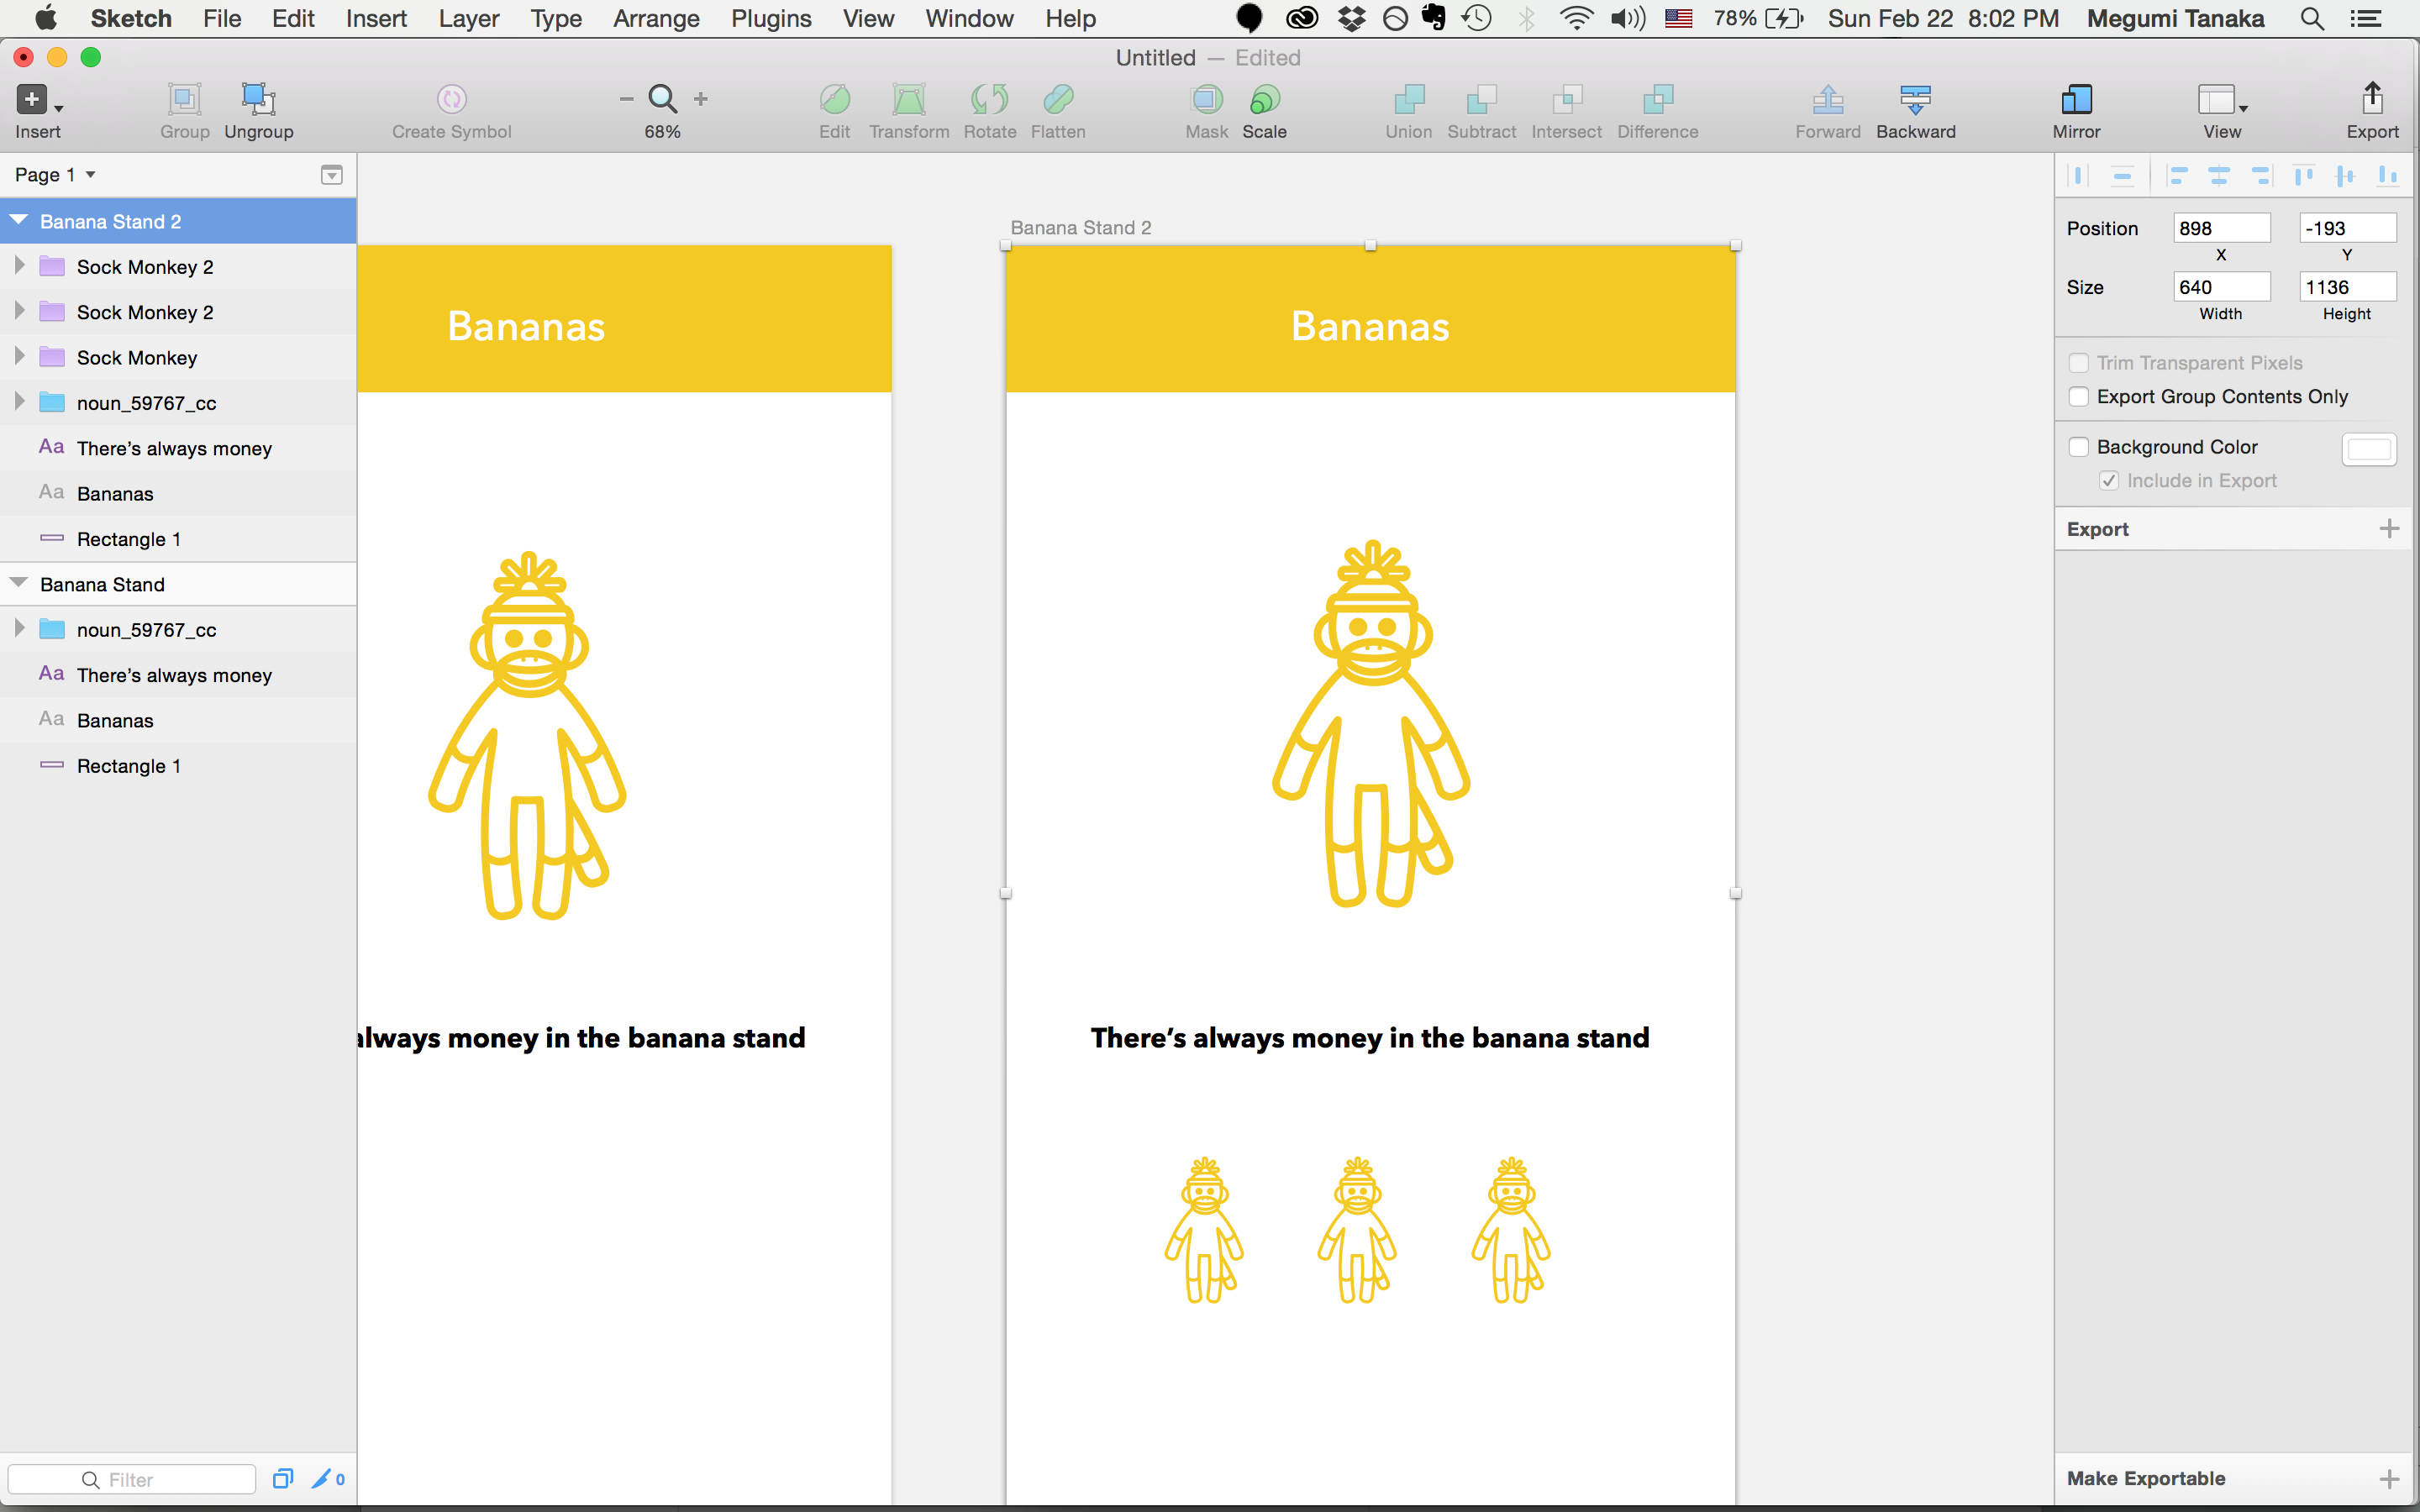 Sketch File Edit Insert Layer Type Arrange Plugins View Window Help 78% Sun Feb 22 8:02 PM Megumi Tanaka
Untitled — Edited
Insert Group Ungroup Create Symbol 68% Edit Transform Rotate Flatten Mask Scale Union Subtract Intersect Difference Forward Backward Mirror View Export
Page 1
Banana Stand 2
Sock Monkey 2
Sock Monkey 2
Sock Monkey
noun_59767_cc
Aa There’s always money
Aa Bananas
Rectangle 1
Banana Stand
noun_59767_cc
Aa There’s always money
Aa Bananas
Rectangle 1
Filter 0
Bananas
always money in the banana stand
Banana Stand 2
Bananas
There’s always money in the banana stand
Position 898 -193
X Y
Size 640 1136
Width Height
Trim Transparent Pixels
Export Group Contents Only
Background Color
Include in Export
Export
Make Exportable